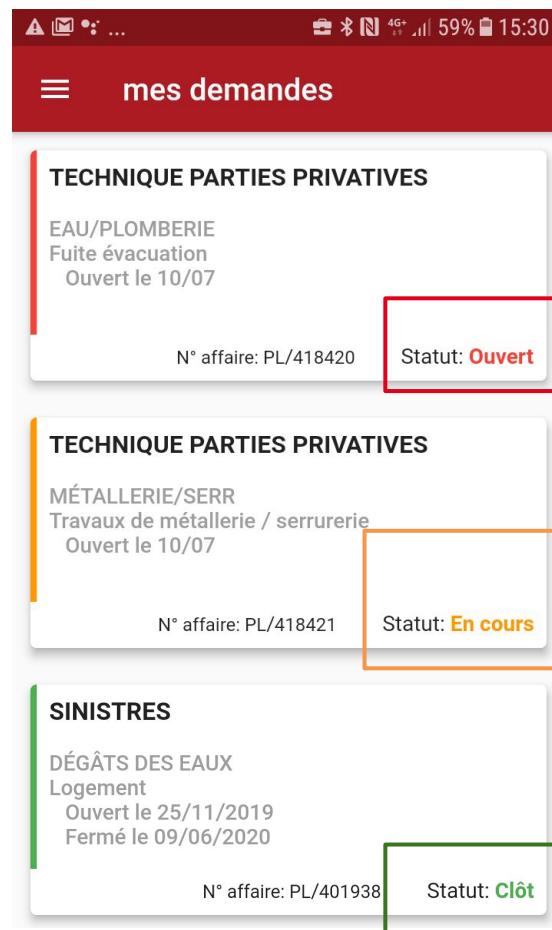 ... 4G+ 59% 15:30
mes demandes
TECHNIQUE PARTIES PRIVATIVES
EAU/PLOMBERIE
Fuite évacuation
Ouvert le 10/07
N° affaire: PL/418420 Statut: Ouvert
TECHNIQUE PARTIES PRIVATIVES
MÉTALLERIE/SERR
Travaux de métallerie / serrurerie
Ouvert le 10/07
N° affaire: PL/418421 Statut: En cours
SINISTRES
DÉGÂTS DES EAUX
Logement
Ouvert le 25/11/2019
Fermé le 09/06/2020
N° affaire: PL/401938 Statut: Clôt